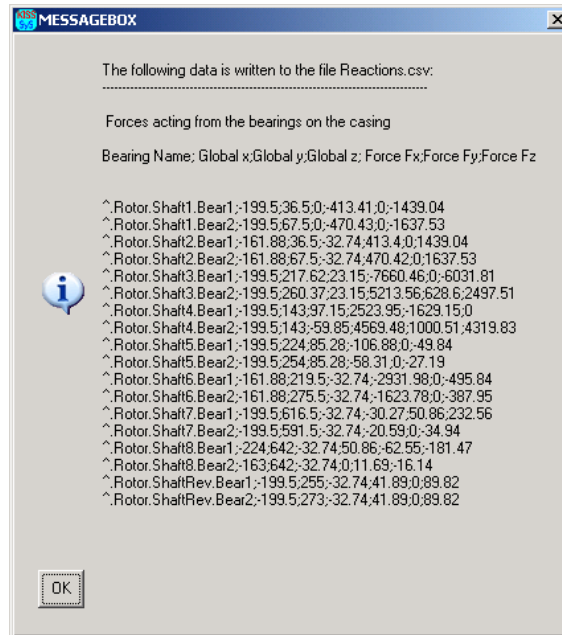 KISS sys MESSAGEBOX
The following data is written to the file Reactions.csv:
--------------------------------------------------------------------------------
Forces acting from the bearings on the casing
Bearing Name; Global x;Global y;Global z; Force Fx;Force Fy;Force Fz
^.Rotor.Shaft1.Bear1;-199.5;36.5;0;-413.41;0;-1439.04
^.Rotor.Shaft1.Bear2;-199.5;67.5;0;-470.43;0;-1637.53
^.Rotor.Shaft2.Bear1;-161.88;36.5;-32.74;413.4;0;1439.04
^.Rotor.Shaft2.Bear2;-161.88;67.5;-32.74;470.42;0;1637.53
^.Rotor.Shaft3.Bear1;-199.5;217.62;23.15;-7660.46;0;-6031.81
^.Rotor.Shaft3.Bear2;-199.5;260.37;23.15;5213.56;628.6;2497.51
^.Rotor.Shaft4.Bear1;-199.5;143;97.15;2523.95;-1629.15;0
^.Rotor.Shaft4.Bear2;-199.5;143;-59.85;4569.48;1000.51;4319.83
^.Rotor.Shaft5.Bear1;-199.5;224;85.28;-106.88;0;-49.84
^.Rotor.Shaft5.Bear2;-199.5;254;85.28;-58.31;0;-27.19
^.Rotor.Shaft6.Bear1;-161.88;219.5;-32.74;-2931.98;0;-495.84
^.Rotor.Shaft6.Bear2;-161.88;275.5;-32.74;-1623.78;0;-387.95
^.Rotor.Shaft7.Bear1;-199.5;616.5;-32.74;-30.27;50.86;232.56
^.Rotor.Shaft7.Bear2;-199.5;591.5;-32.74;-20.59;0;-34.94
^.Rotor.Shaft8.Bear1;-224;642;-32.74;50.86;-62.55;-181.47
^.Rotor.Shaft8.Bear2;-163;642;-32.74;0;11.69;-16.14
^.Rotor.ShaftRev.Bear1;-199.5;255;-32.74;41.89;0;89.82
^.Rotor.ShaftRev.Bear2;-199.5;273;-32.74;41.89;0;89.82
OK